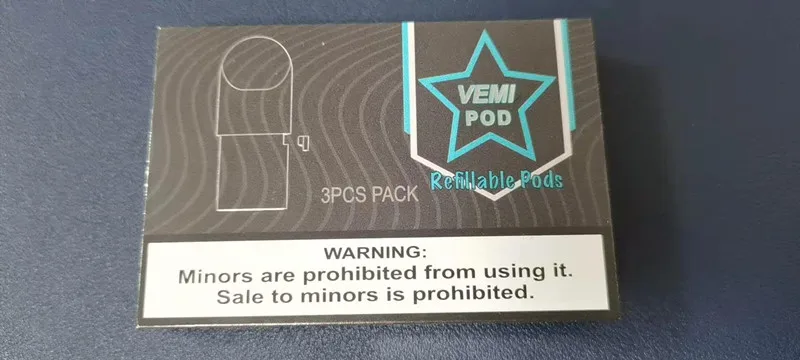 VEMI
POD
Refillable Pods
3PCS PACK
WARNING:
Minors are prohibited from using it.
Sale to minors is prohibited.